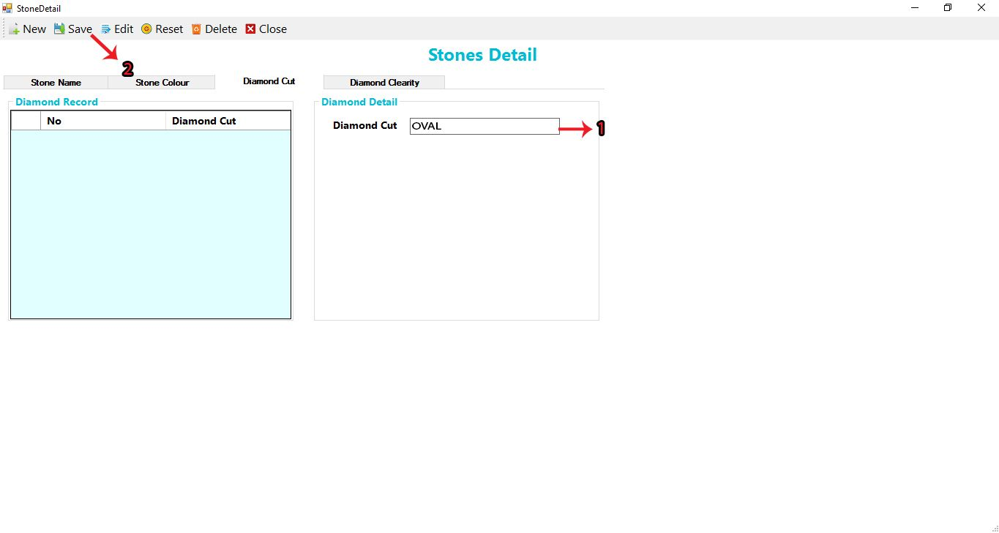 StoneDetail
New Save Edit Reset Delete Close
Stones Detail
2
Stone Name Stone Colour Diamond Cut Diamond Clearity
Diamond Record
No Diamond Cut
Diamond Detail
Diamond Cut OVAL 1